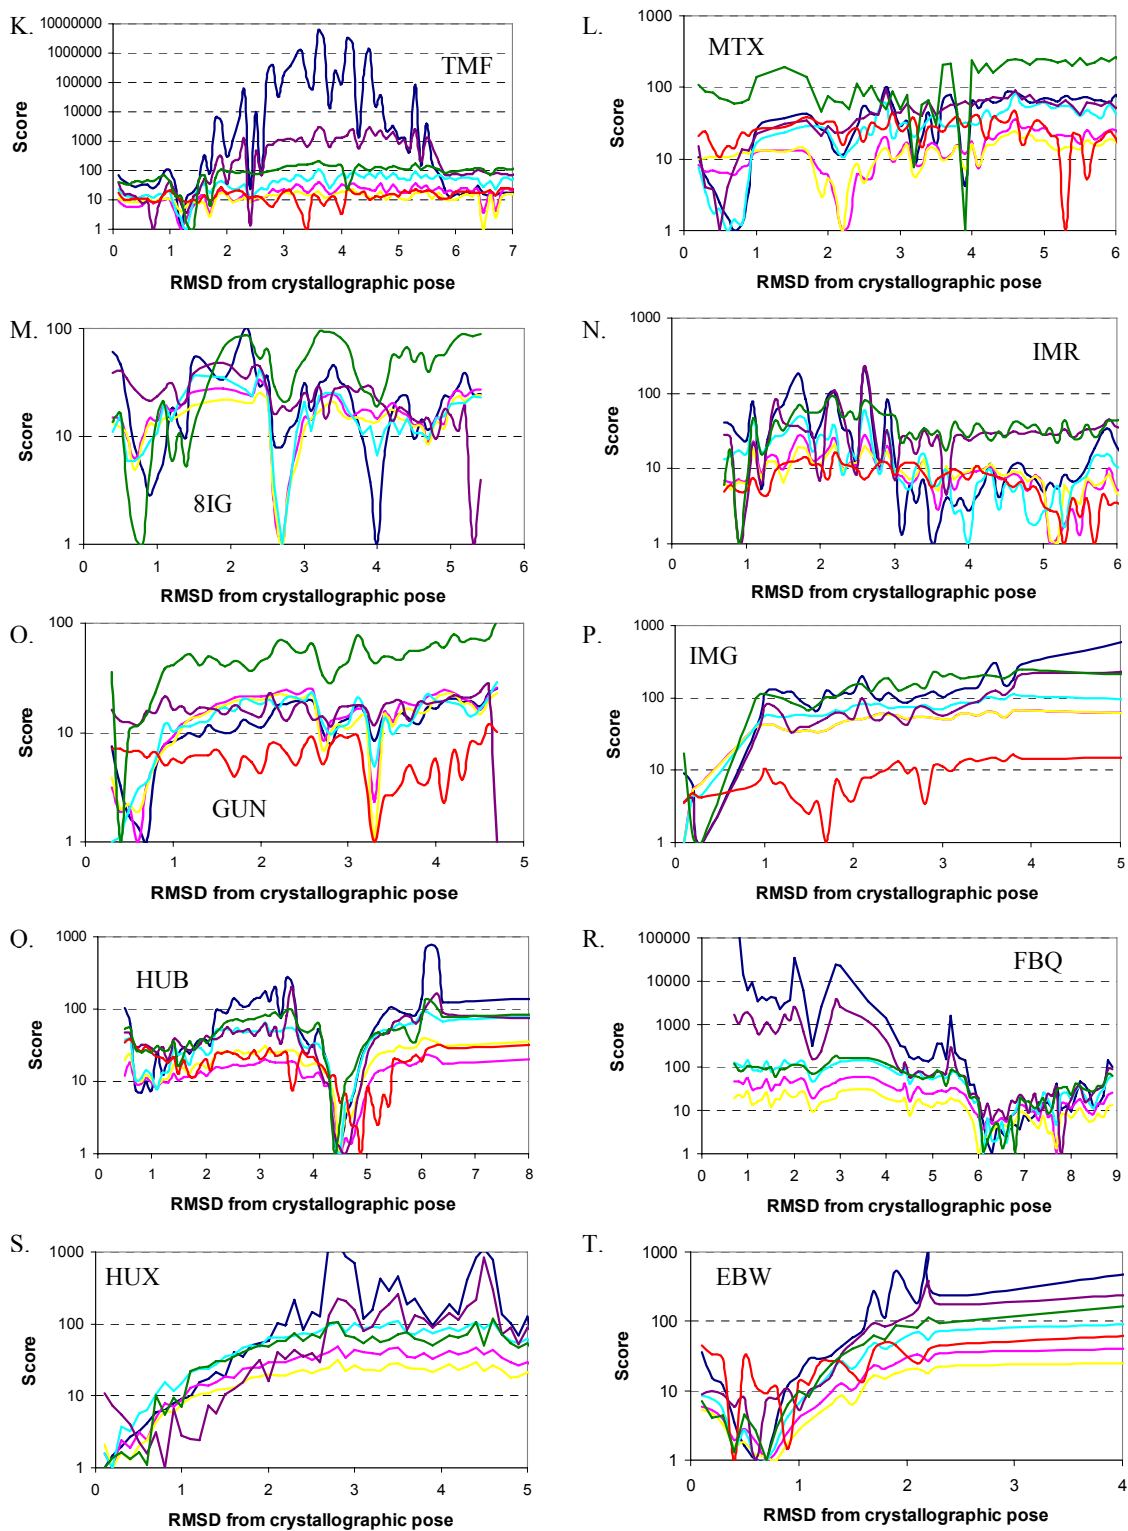 K.
10000000
1000000
100000
10000
1000
100
10
1
Score
TMF
0 1 2 3 4 5 6 7
RMSD from crystallographic pose
L.
1000
100
10
1
Score
MTX
0 1 2 3 4 5 6
RMSD from crystallographic pose
M.
100
10
1
Score
8IG
0 1 2 3 4 5 6
RMSD from crystallographic pose
N.
1000
100
10
1
Score
IMR
0 1 2 3 4 5 6
RMSD from crystallographic pose
O.
100
10
1
Score
GUN
0 1 2 3 4 5
RMSD from crystallographic pose
P.
1000
100
10
1
Score
IMG
0 1 2 3 4 5
RMSD from crystallographic pose
O.
1000
100
10
1
Score
HUB
0 1 2 3 4 5 6 7 8
RMSD from crystallographic pose
R.
100000
10000
1000
100
10
1
Score
FBQ
0 1 2 3 4 5 6 7 8 9
RMSD from crystallographic pose
S.
1000
100
10
1
Score
HUX
0 1 2 3 4 5
RMSD from crystallographic pose
T.
1000
100
10
1
Score
EBW
0 1 2 3 4
RMSD from crystallographic pose